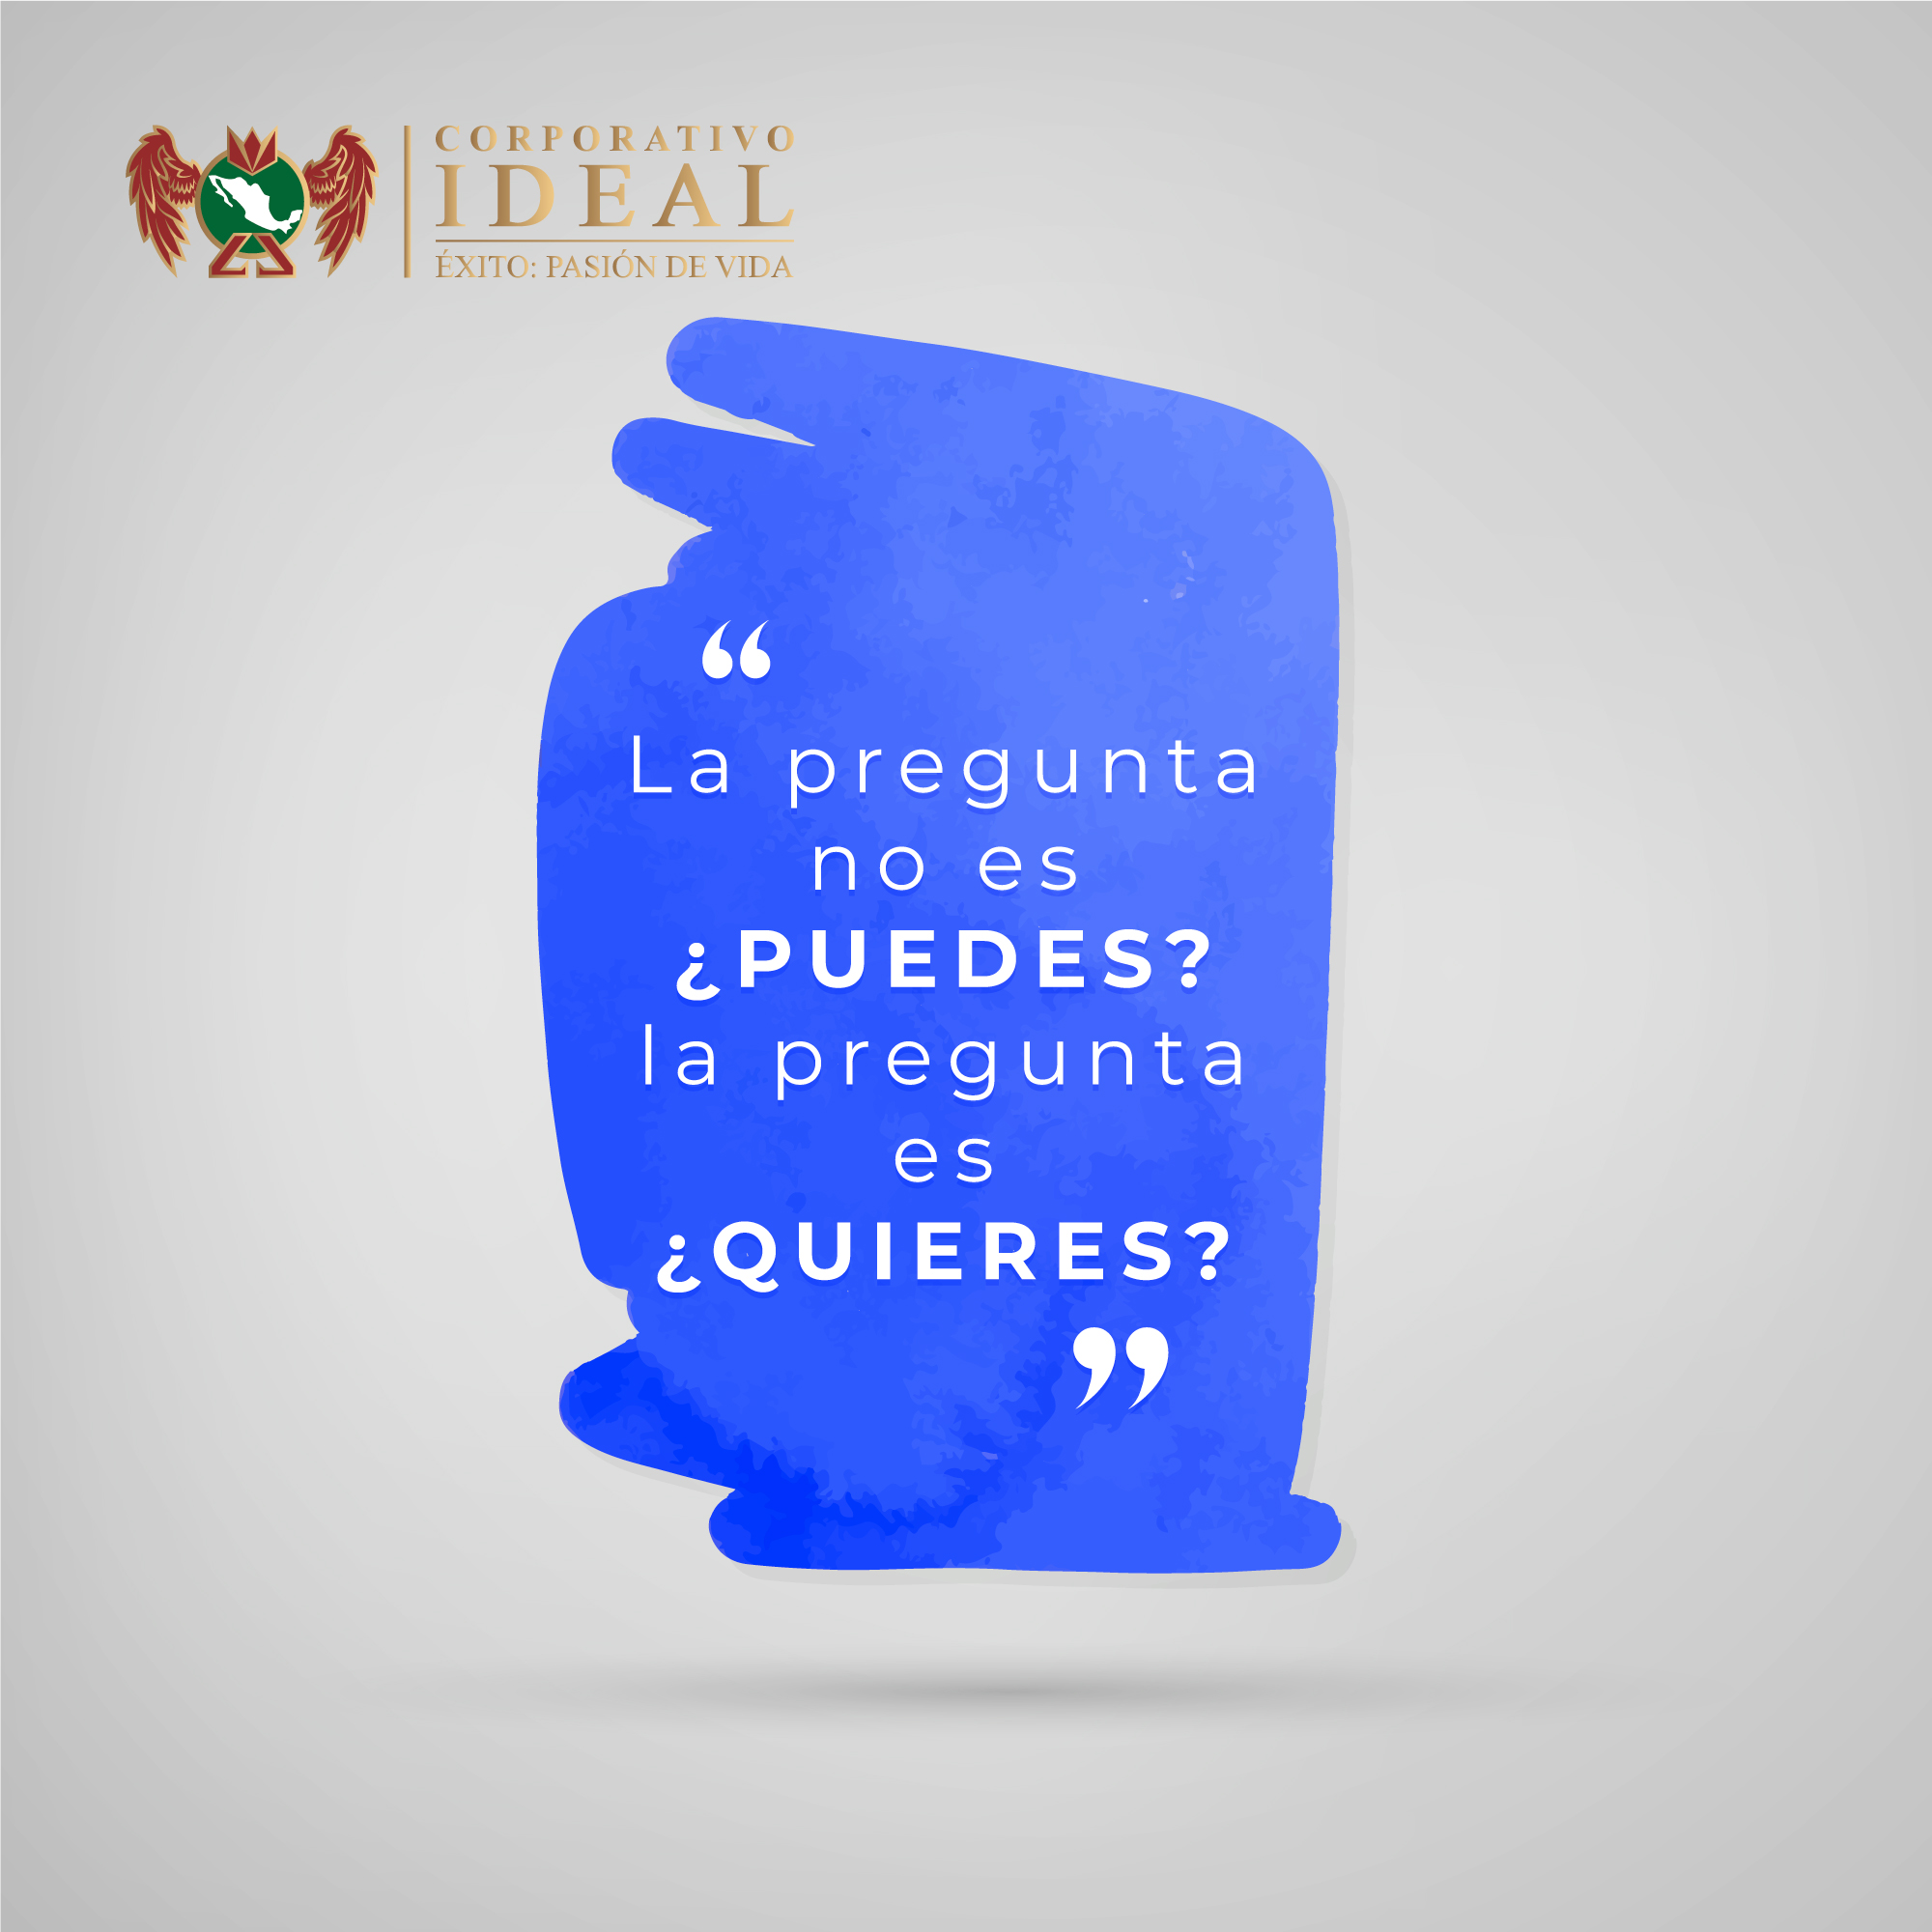 CORPORATIVO
IDEAL
ÉXITO: PASIÓN DE VIDA
“
La pregunta
no es
¿PUEDES?
la pregunta
es
¿QUIERES?
”